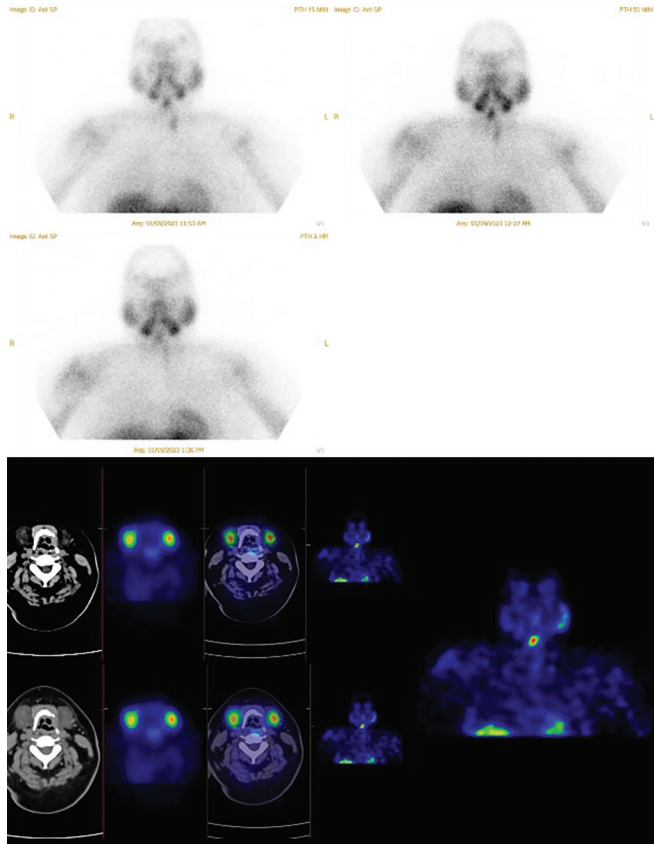 Image ID: Ant SP
PTH 15 MIN
R
L
Acq: 01/09/2023 11:53 AM
Image ID: Ant SP
PTH 50 MIN
R
L
Acq: 01/09/2023 12:27 PM
Image ID: Ant SP
PTH 2 HR
R
L
Acq: 01/09/2023 1:36 PM